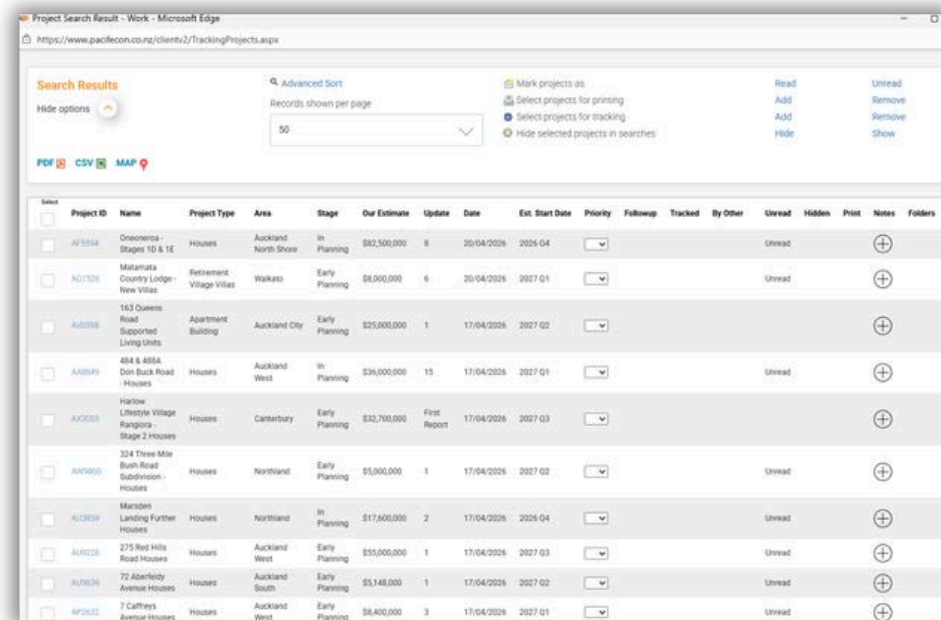 Project Search Result - Work - Microsoft Edge
https://www.pacifecon.co.nz/clientv2/TrackingProjects.aspx
Search Results
Hide options
Advanced Sort
Records shown per page
50
Mark projects as Read Unread
Select projects for printing Add Remove
Select projects for tracking Add Remove
Hide selected projects in searches Hide Show
PDF CSV MAP
Select
Project ID Name Project Type Area Stage Our Estimate Update Date Est. Start Date Priority Followup Tracked By Other Unread Hidden Print Notes Folders
Oneoneroa - Auckland In
Houses $82,500,000 8 20/04/2026 2026 Q4 Unread
Stages 1D & 1E North Shore Planning
Matamata
Country Lodge - Retirement Early
Waikato $8,000,000 6 20/04/2026 2027 Q1 Unread
New Villas Village Villas Planning
163 Queens
Road Apartment Early
Auckland City $25,000,000 1 17/04/2026 2027 Q2 Unread
Supported Building Planning
Living Units
484 & 488A
Don Buck Road Houses Auckland In $36,000,000 15 17/04/2026 2027 Q1 Unread
- Houses West Planning
Harlow
Lifestyle Village Early First
Houses Canterbury $32,700,000 17/04/2026 2027 Q3 Unread
Rangiora - Planning Report
Stage 2 Houses
324 Three Mile
Bush Road Early
Houses Northland $5,000,000 1 17/04/2026 2027 Q2 Unread
Subdivision - Planning
Houses
Marsden
Landing Further Houses Northland In $17,600,000 2 17/04/2026 2026 Q4 Unread
Houses Planning
275 Red Hills Auckland Early
Houses $55,000,000 1 17/04/2026 2027 Q3 Unread
Road Houses West Planning
72 Aberfeldy Auckland Early
Houses $5,148,000 1 17/04/2026 2027 Q2 Unread
Avenue Houses South Planning
7 Caffreys Auckland Early
Houses $8,400,000 3 17/04/2026 2027 Q1 Unread
Avenue Houses West Planning